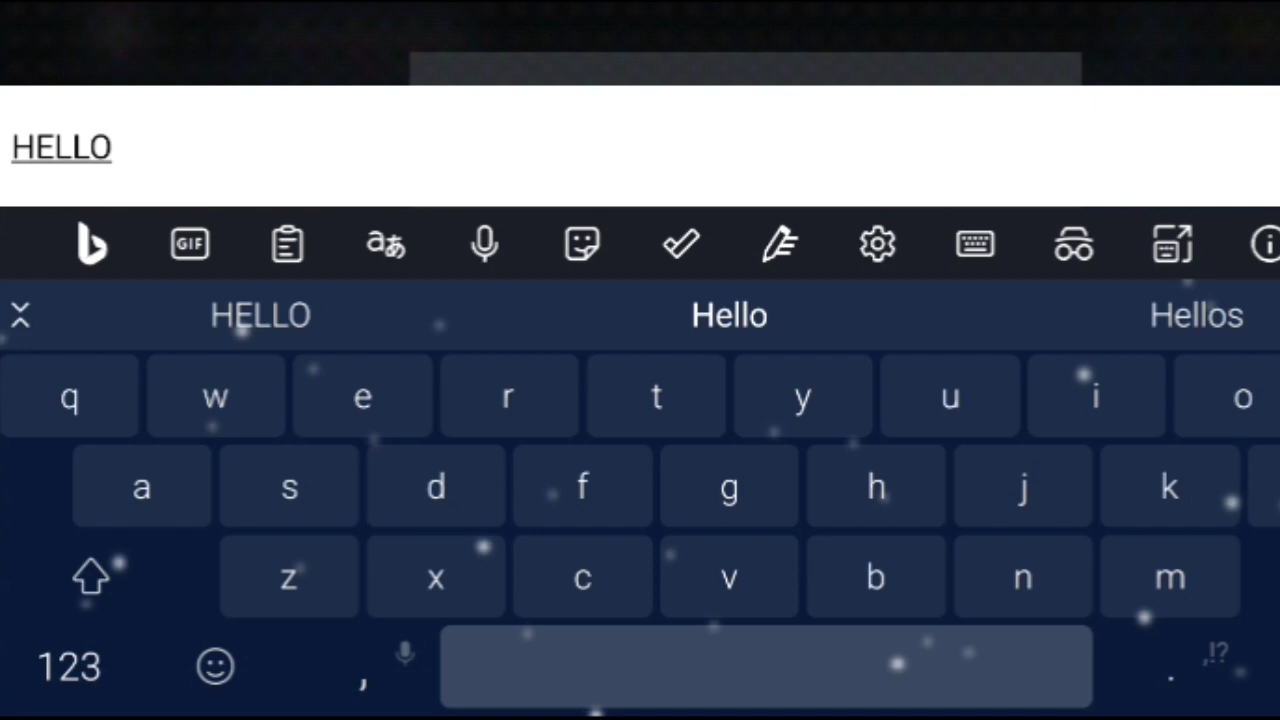 HELLO
GIF aあ
HELLO Hello Hellos
q w e r t y u i o
a s d f g h j k
z x c v b n m
123 , . ,!?